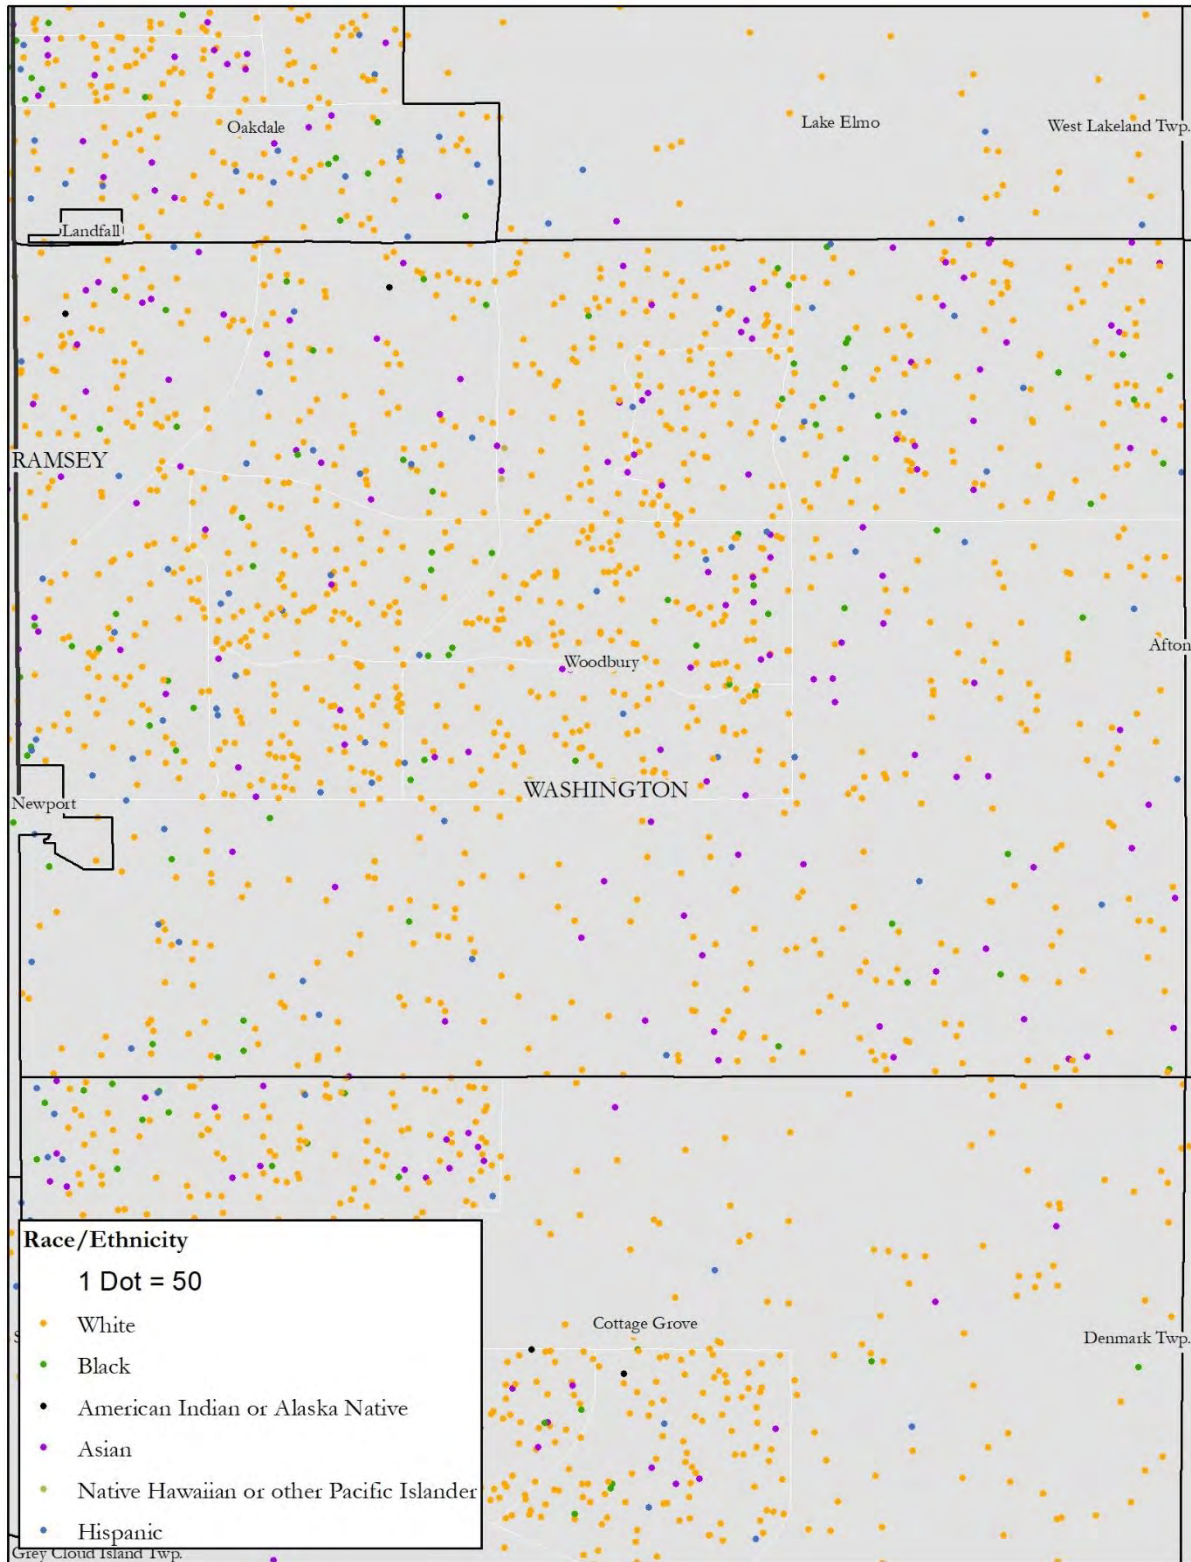 Oakdale
Lake Elmo
West Lakeland Twp.
Landfall
RAMSEY
Afton
Woodbury
WASHINGTON
Newport
Race/Ethnicity
1 Dot = 50
White
Black
American Indian or Alaska Native
Asian
Native Hawaiian or other Pacific Islander
Hispanic
Cottage Grove
Denmark Twp.
Grey Cloud Island Twp.